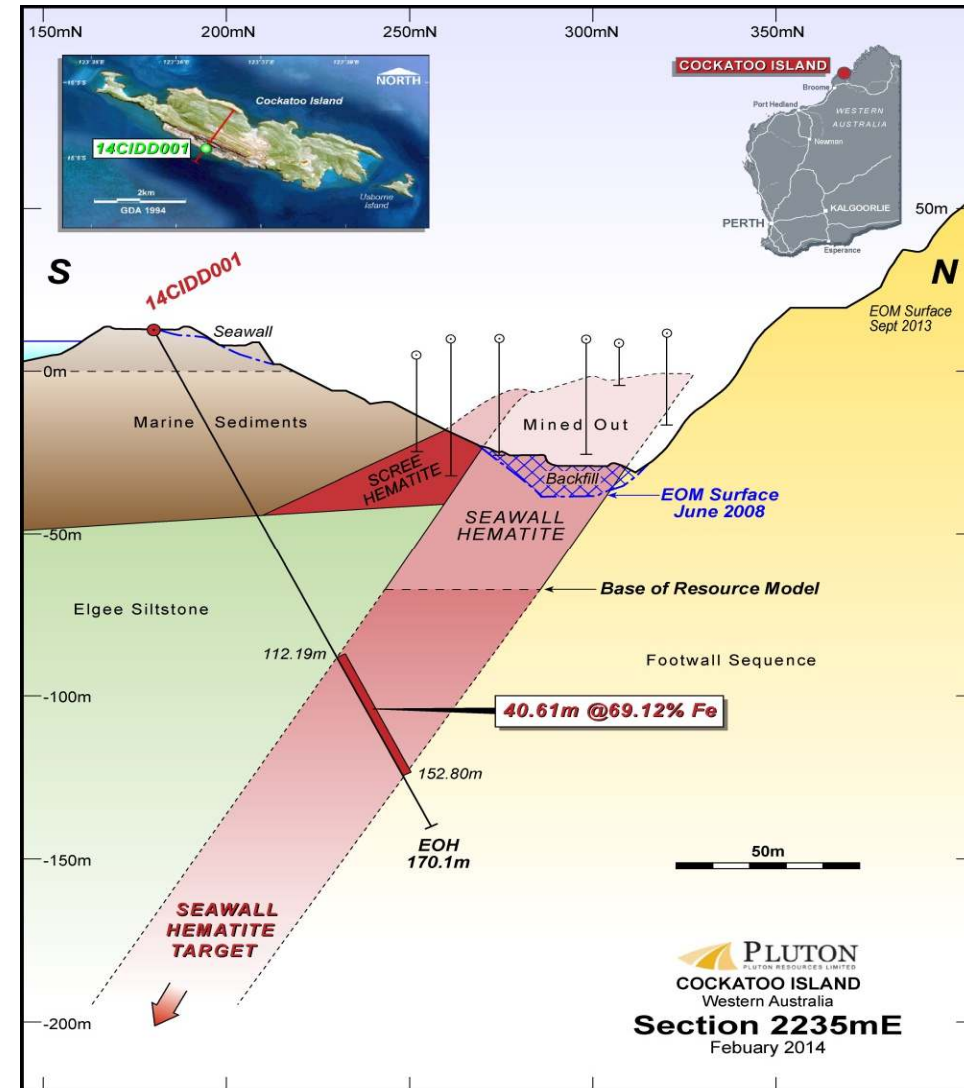 150mN
200mN
250mN
300mN
350mN
NORTH
Cockatoo Island
14CIDD001
Usborne
Island
2km
GDA 1994
COCKATOO ISLAND
Broome
Port Hedland
WESTERN
AUSTRALIA
Newman
KALGOORLIE
PERTH
Esperance
50m
S
N
14CIDD001
Seawall
EOM Surface
Sept 2013
0m
Marine Sediments
Mined Out
SCREE
HEMATITE
Backfill
EOM Surface
June 2008
SEAWALL
HEMATITE
-50m
Base of Resource Model
Elgee Siltstone
112.19m
Footwall Sequence
-100m
40.61m @69.12% Fe
152.80m
EOH
170.1m
-150m
50m
SEAWALL
HEMATITE
TARGET
PLUTON
PLUTON RESOURCES LIMITED
COCKATOO ISLAND
Western Australia
Section 2235mE
Febuary 2014
-200m